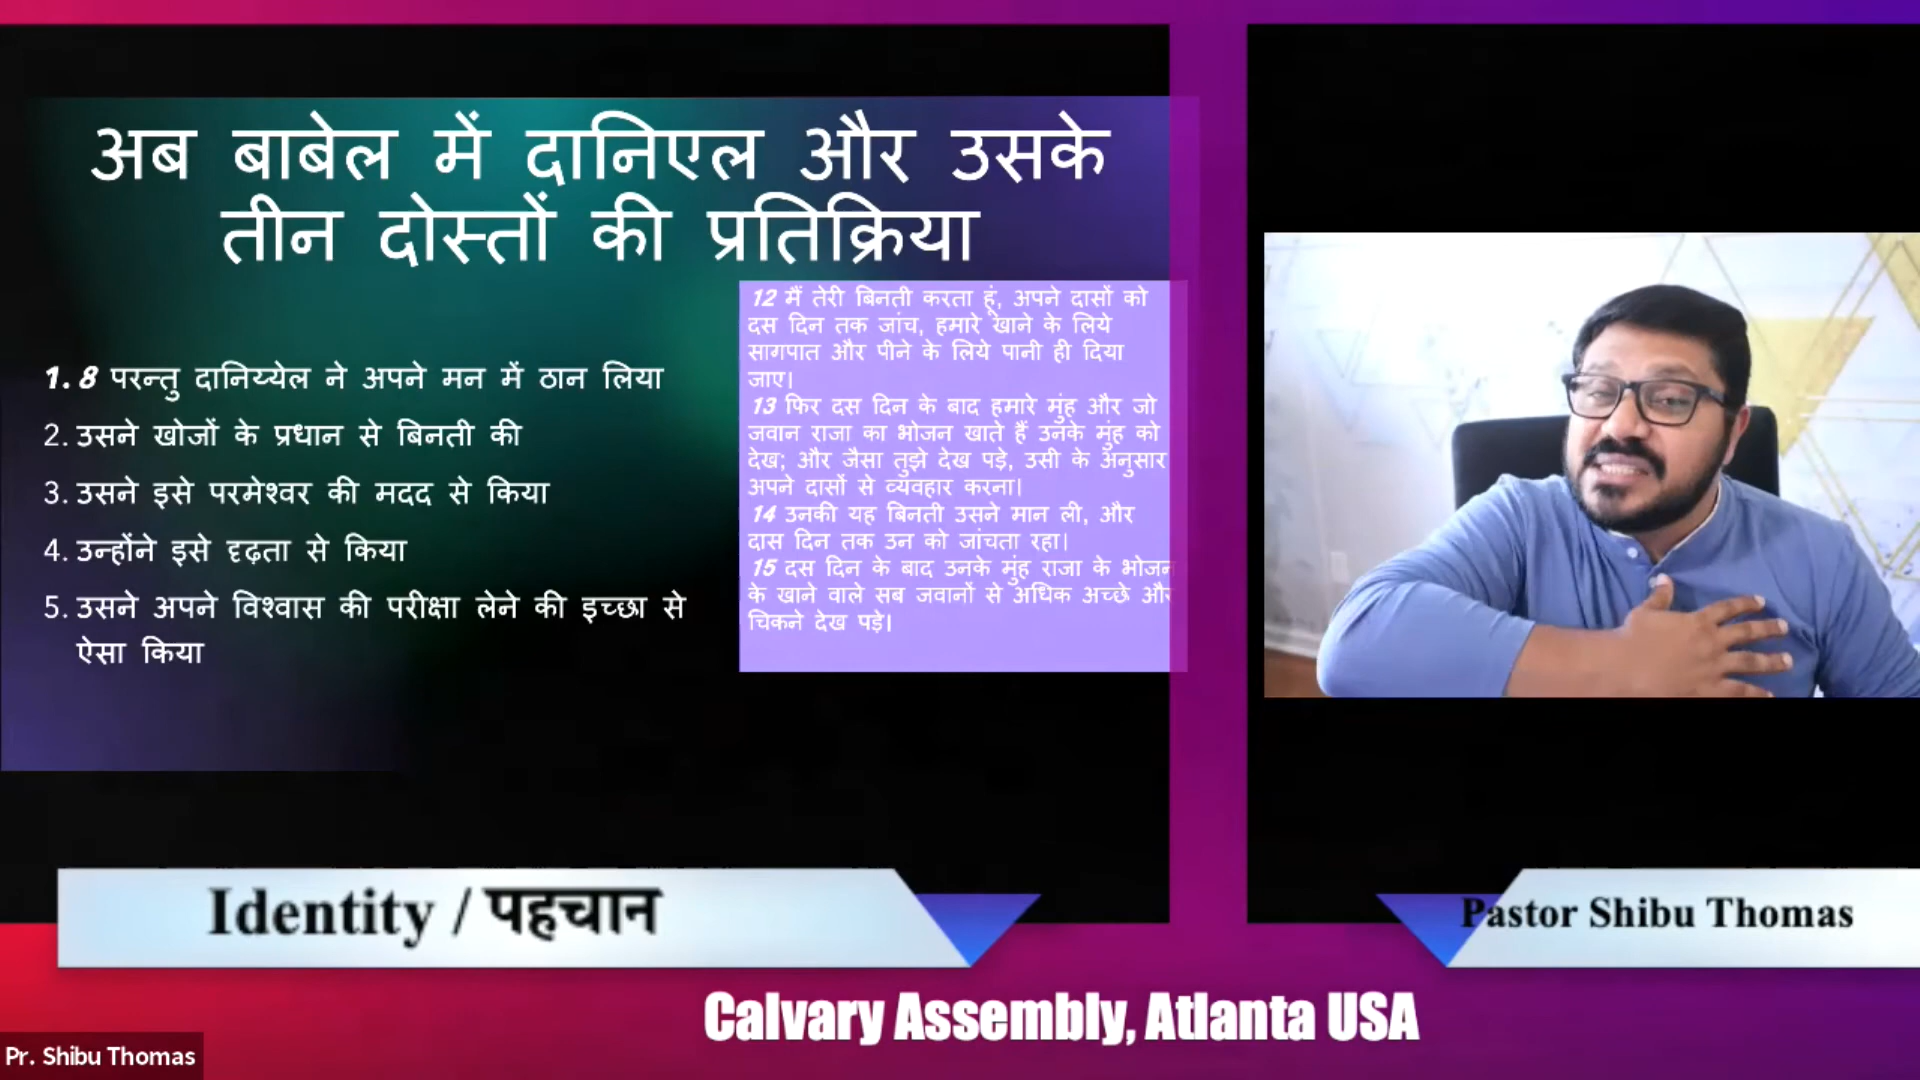 अब बाबेल में दानिएल और उसके
तीन दोस्तों की प्रतिक्रिया
1. 8 परन्तु दानिय्येल ने अपने मन में ठान लिया
2. उसने खोजों के प्रधान से बिनती की
3. उसने इसे परमेश्वर की मदद से किया
4. उन्होंने इसे दृढ़ता से किया
5. उसने अपने विश्वास की परीक्षा लेने की इच्छा से
ऐसा किया
12 मैं तेरी बिनती करता हूं, अपने दासों को
दस दिन तक जांच, हमारे खाने के लिये
सागपात और पीने के लिये पानी ही दिया
जाए।
13 फिर दस दिन के बाद हमारे मुंह और जो
जवान राजा का भोजन खाते हैं उनके मुंह को
देख; और जैसा तुझे देख पड़े, उसी के अनुसार
अपने दासों से व्यवहार करना।
14 उनकी यह बिनती उसने मान ली, और
दास दिन तक उन को जांचता रहा।
15 दस दिन के बाद उनके मुंह राजा के भोजन
के खाने वाले सब जवानों से अधिक अच्छे और
चिकने देख पड़े।
Identity / पहचान
Pastor Shibu Thomas
Calvary Assembly, Atlanta USA
Pr. Shibu Thomas